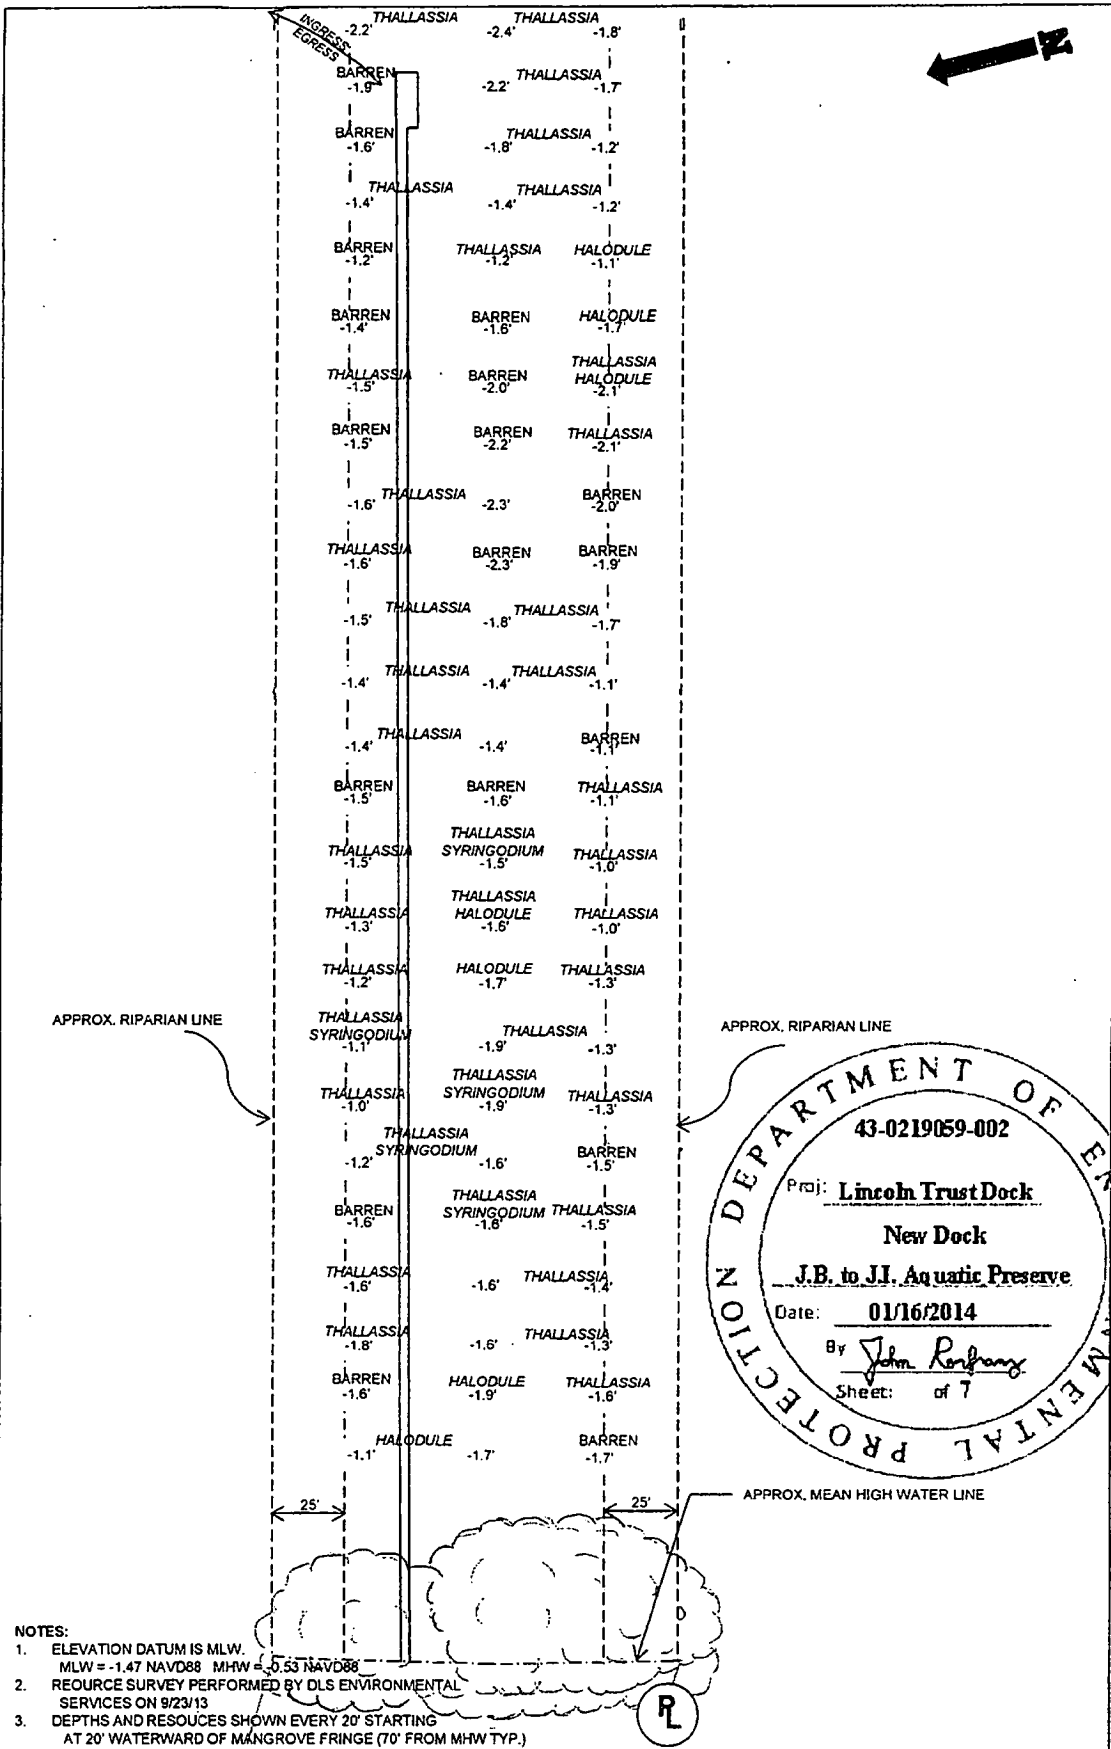 THALLASSIA THALLASSIA
INGRESS
EGRESS
-2.2' -2.4' -1.8'
BARREN THALLASSIA
-1.9' -2.2' -1.7'
BARREN THALLASSIA
-1.6' -1.8' -1.2'
THALLASSIA THALLASSIA
-1.4' -1.4' -1.2'
BARREN THALLASSIA HALODULE
-1.2' -1.2' -1.1'
BARREN BARREN HALODULE
-1.4' -1.6' -1.7'
THALLASSIA
THALLASSIA BARREN HALODULE
-1.5' -2.0' -2.1'
BARREN BARREN THALLASSIA
-1.5' -2.2' -2.1'
THALLASSIA BARREN
-1.6' -2.3' -2.0'
THALLASSIA BARREN BARREN
-1.6' -2.3' -1.9'
THALLASSIA THALLASSIA
-1.5' -1.8' -1.7'
THALLASSIA THALLASSIA
-1.4' -1.4' -1.1'
THALLASSIA BARREN
-1.4' -1.4' -1.1'
BARREN BARREN THALLASSIA
-1.5' -1.6' -1.1'
THALLASSIA
THALLASSIA SYRINGODIUM THALLASSIA
-1.5' -1.5' -1.0'
THALLASSIA
THALLASSIA HALODULE THALLASSIA
-1.3' -1.6' -1.0'
THALLASSIA HALODULE THALLASSIA
-1.2' -1.7' -1.3'
APPROX. RIPARIAN LINE
THALLASSIA
SYRINGODIUM THALLASSIA
-1.1' -1.9' -1.3'
APPROX. RIPARIAN LINE
THALLASSIA
THALLASSIA SYRINGODIUM THALLASSIA
-1.0' -1.9' -1.3'
THALLASSIA
SYRINGODIUM BARREN
-1.2' -1.6' -1.5'
THALLASSIA
BARREN SYRINGODIUM THALLASSIA
-1.6' -1.6' -1.5'
THALLASSIA THALLASSIA
-1.6' -1.6' -1.4'
THALLASSIA THALLASSIA
-1.8' -1.6' -1.3'
BARREN HALODULE THALLASSIA
-1.6' -1.9' -1.6'
HALODULE BARREN
-1.1' -1.7' -1.7'
DEPARTMENT OF
PROTECTION
43-0219059-002
Proj: Lincoln Trust Dock
New Dock
J.B. to J.I. Aquatic Preserve
Date: 01/16/2014
By John
Sheet: of 7
25' 25'
APPROX. MEAN HIGH WATER LINE
PL
NOTES:
1. ELEVATION DATUM IS MLW.
MLW = -1.47 NAVD88 MHW = -0.53 NAVD88
2. REOURCE SURVEY PERFORMED BY DLS ENVIRONMENTAL
SERVICES ON 9/23/13
3. DEPTHS AND RESOUCES SHOWN EVERY 20' STARTING
AT 20' WATERWARD OF MANGROVE FRINGE (70' FROM MHW TYP.)